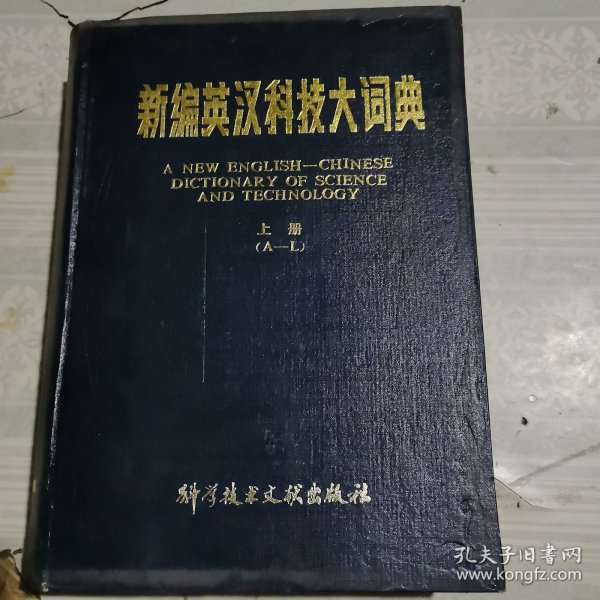 新编英汉科技大词典
A NEW ENGLISH—CHINESE
DICTIONARY OF SCIENCE
AND TECHNOLOGY
上册
(A—L)
科学技术文献出版社
孔夫子旧书网
www.kongfz.com